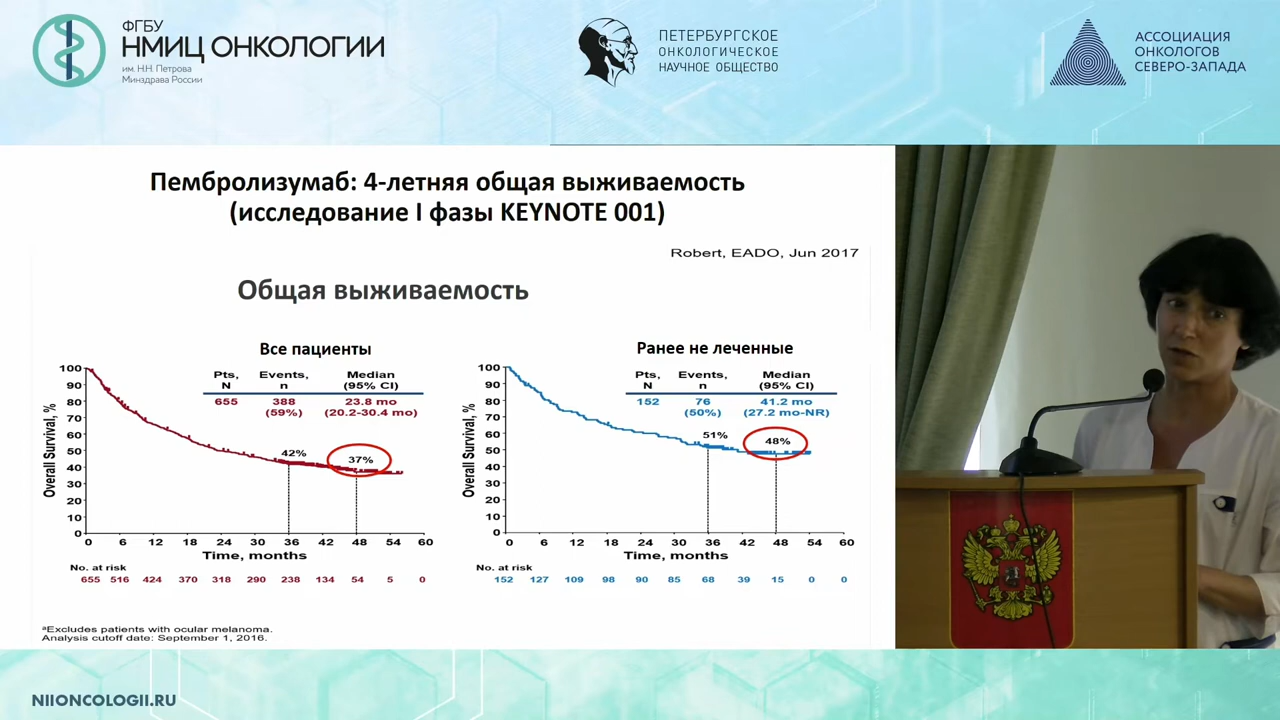 ФГБУ
НМИЦ ОНКОЛОГИИ
им. Н.Н. Петрова
Минздрава России
ПЕТЕРБУРГСКОЕ
ОНКОЛОГИЧЕСКОЕ
НАУЧНОЕ ОБЩЕСТВО
АССОЦИАЦИЯ
ОНКОЛОГОВ
СЕВЕРО-ЗАПАДА
Пембролизумаб: 4-летняя общая выживаемость
(исследование I фазы KEYNOTE 001)
Robert, EADO, Jun 2017
Общая выживаемость
Все пациенты
Pts, N Events, n Median (95% CI)
655 388 (59%) 23.8 mo (20.2-30.4 mo)
42%
37%
Overall Survival, %
100
90
80
70
60
50
40
30
20
10
0
0 6 12 18 24 30 36 42 48 54 60
Time, months
No. at risk
655 516 424 370 318 290 238 134 54 5 0
Ранее не леченные
Pts, N Events, n Median (95% CI)
152 76 (50%) 41.2 mo (27.2 mo-NR)
51%
48%
Overall Survival, %
100
90
80
70
60
50
40
30
20
10
0
0 6 12 18 24 30 36 42 48 54 60
Time, months
No. at risk
152 127 109 98 90 85 68 39 15 0 0
ªExcludes patients with ocular melanoma.
Analysis cutoff date: September 1, 2016.
NIIONCOLOGII.RU